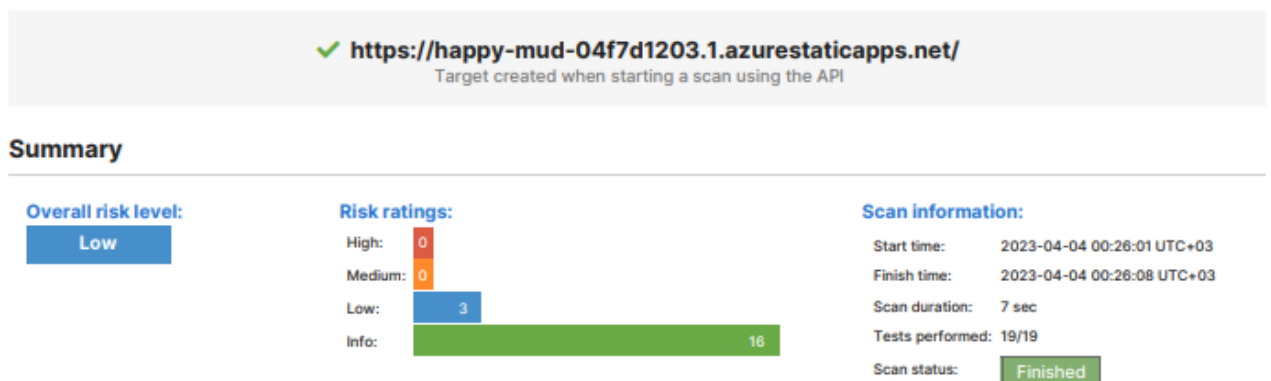 https://happy-mud-04f7d1203.1.azurestaticapps.net/
Target created when starting a scan using the API
Summary
Overall risk level:
Low
Risk ratings:
High: 0
Medium: 0
Low: 3
Info: 16
Scan information:
Start time: 2023-04-04 00:26:01 UTC+03
Finish time: 2023-04-04 00:26:08 UTC+03
Scan duration: 7 sec
Tests performed: 19/19
Scan status: Finished